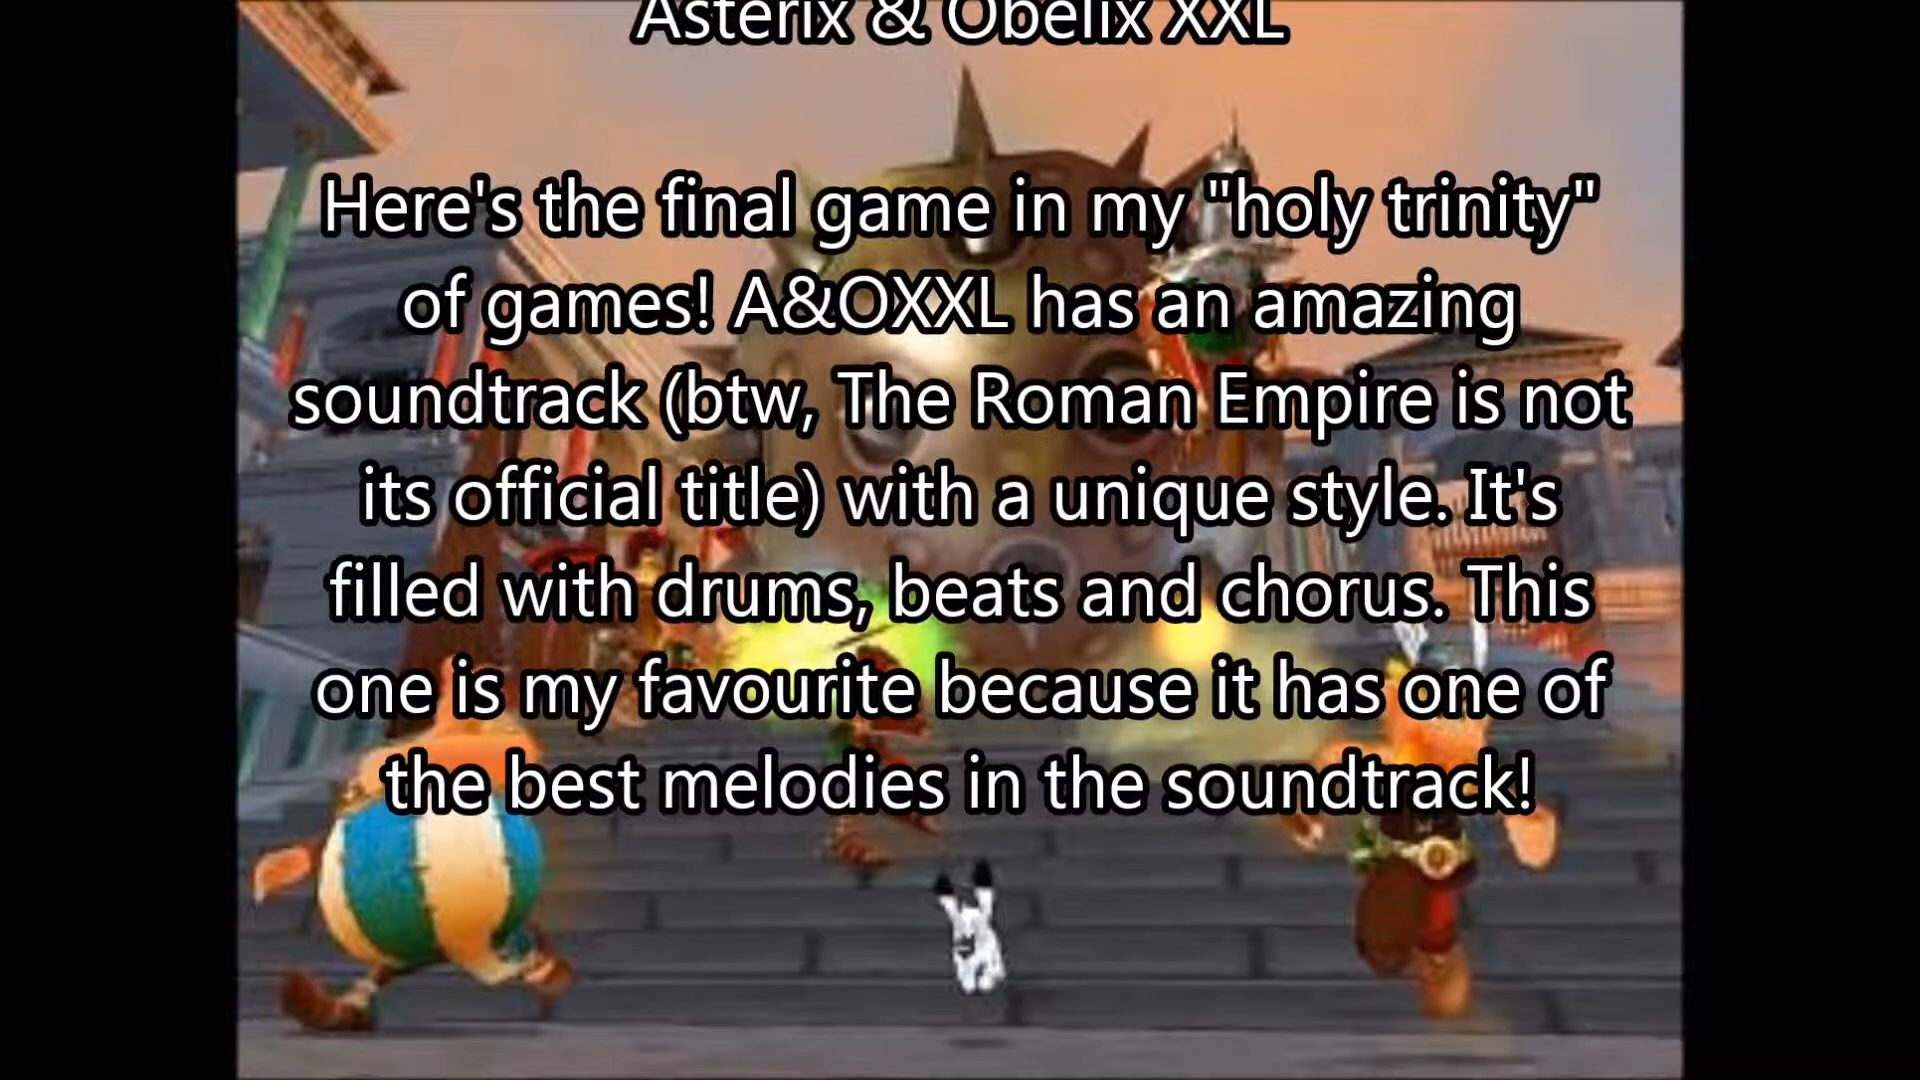 Asterix & Obelix XXL
Here's the final game in my "holy trinity"
of games! A&OXXL has an amazing
soundtrack (btw, The Roman Empire is not
its official title) with a unique style. It's
filled with drums, beats and chorus. This
one is my favourite because it has one of
the best melodies in the soundtrack!